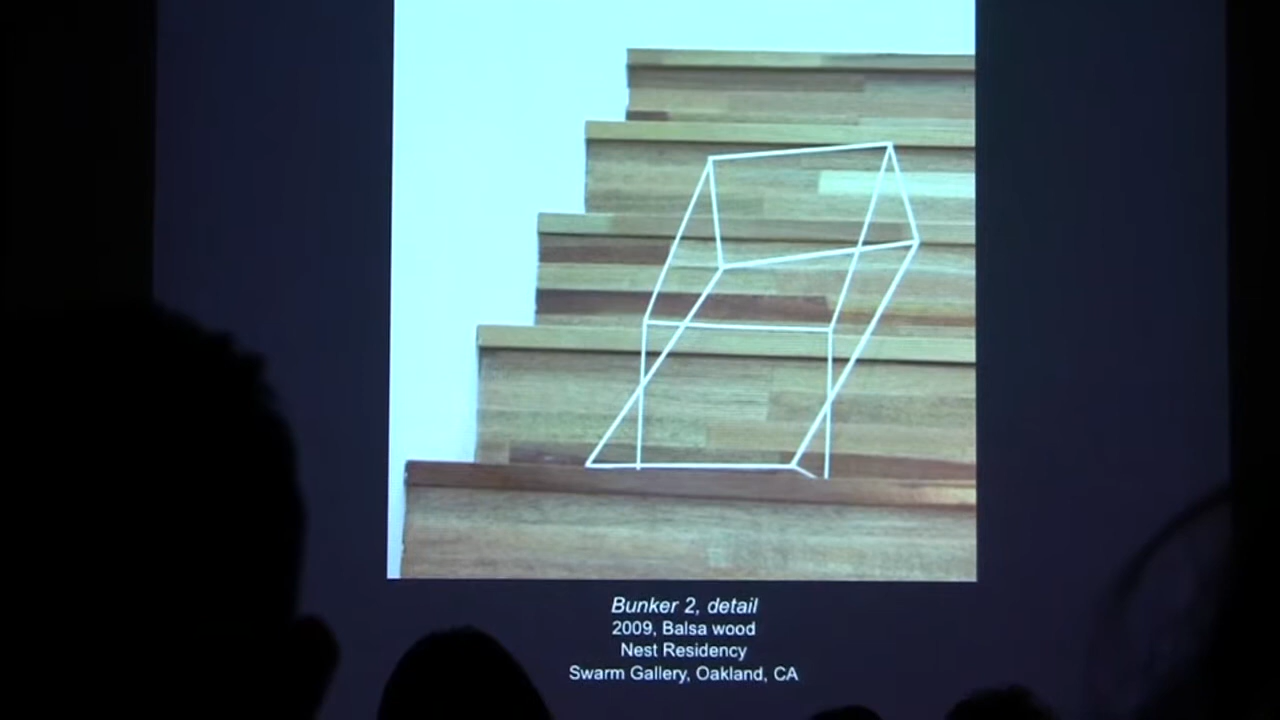 Bunker 2, detail
2009, Balsa wood
Nest Residency
Swarm Gallery, Oakland, CA